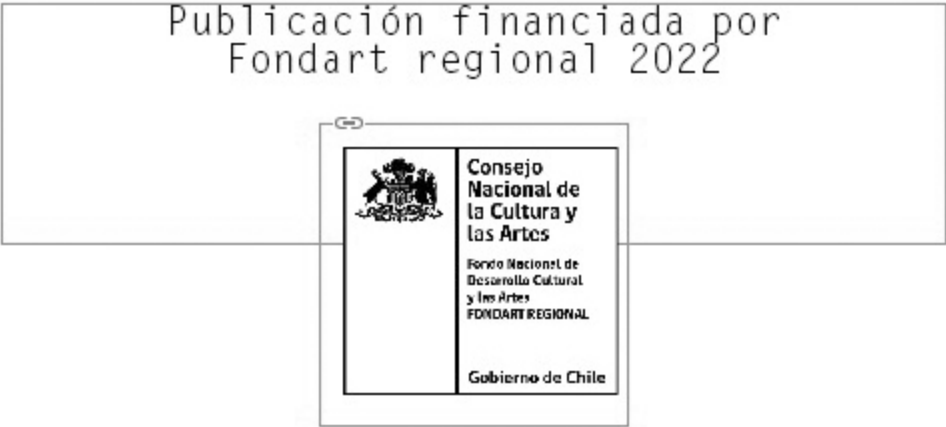 Publicación financiada por
Fondart regional 2022
Consejo
Nacional de
la Cultura y
las Artes
Fondo Nacional de
Desarrollo Cultural
y las Artes
FONDART REGIONAL
Gobierno de Chile